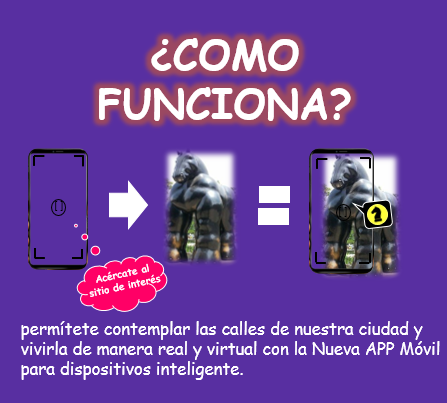 ¿COMO
FUNCIONA?
Acércate al
sitio de interés
permítete contemplar las calles de nuestra ciudad y
vivirla de manera real y virtual con la Nueva APP Móvil
para dispositivos inteligente.